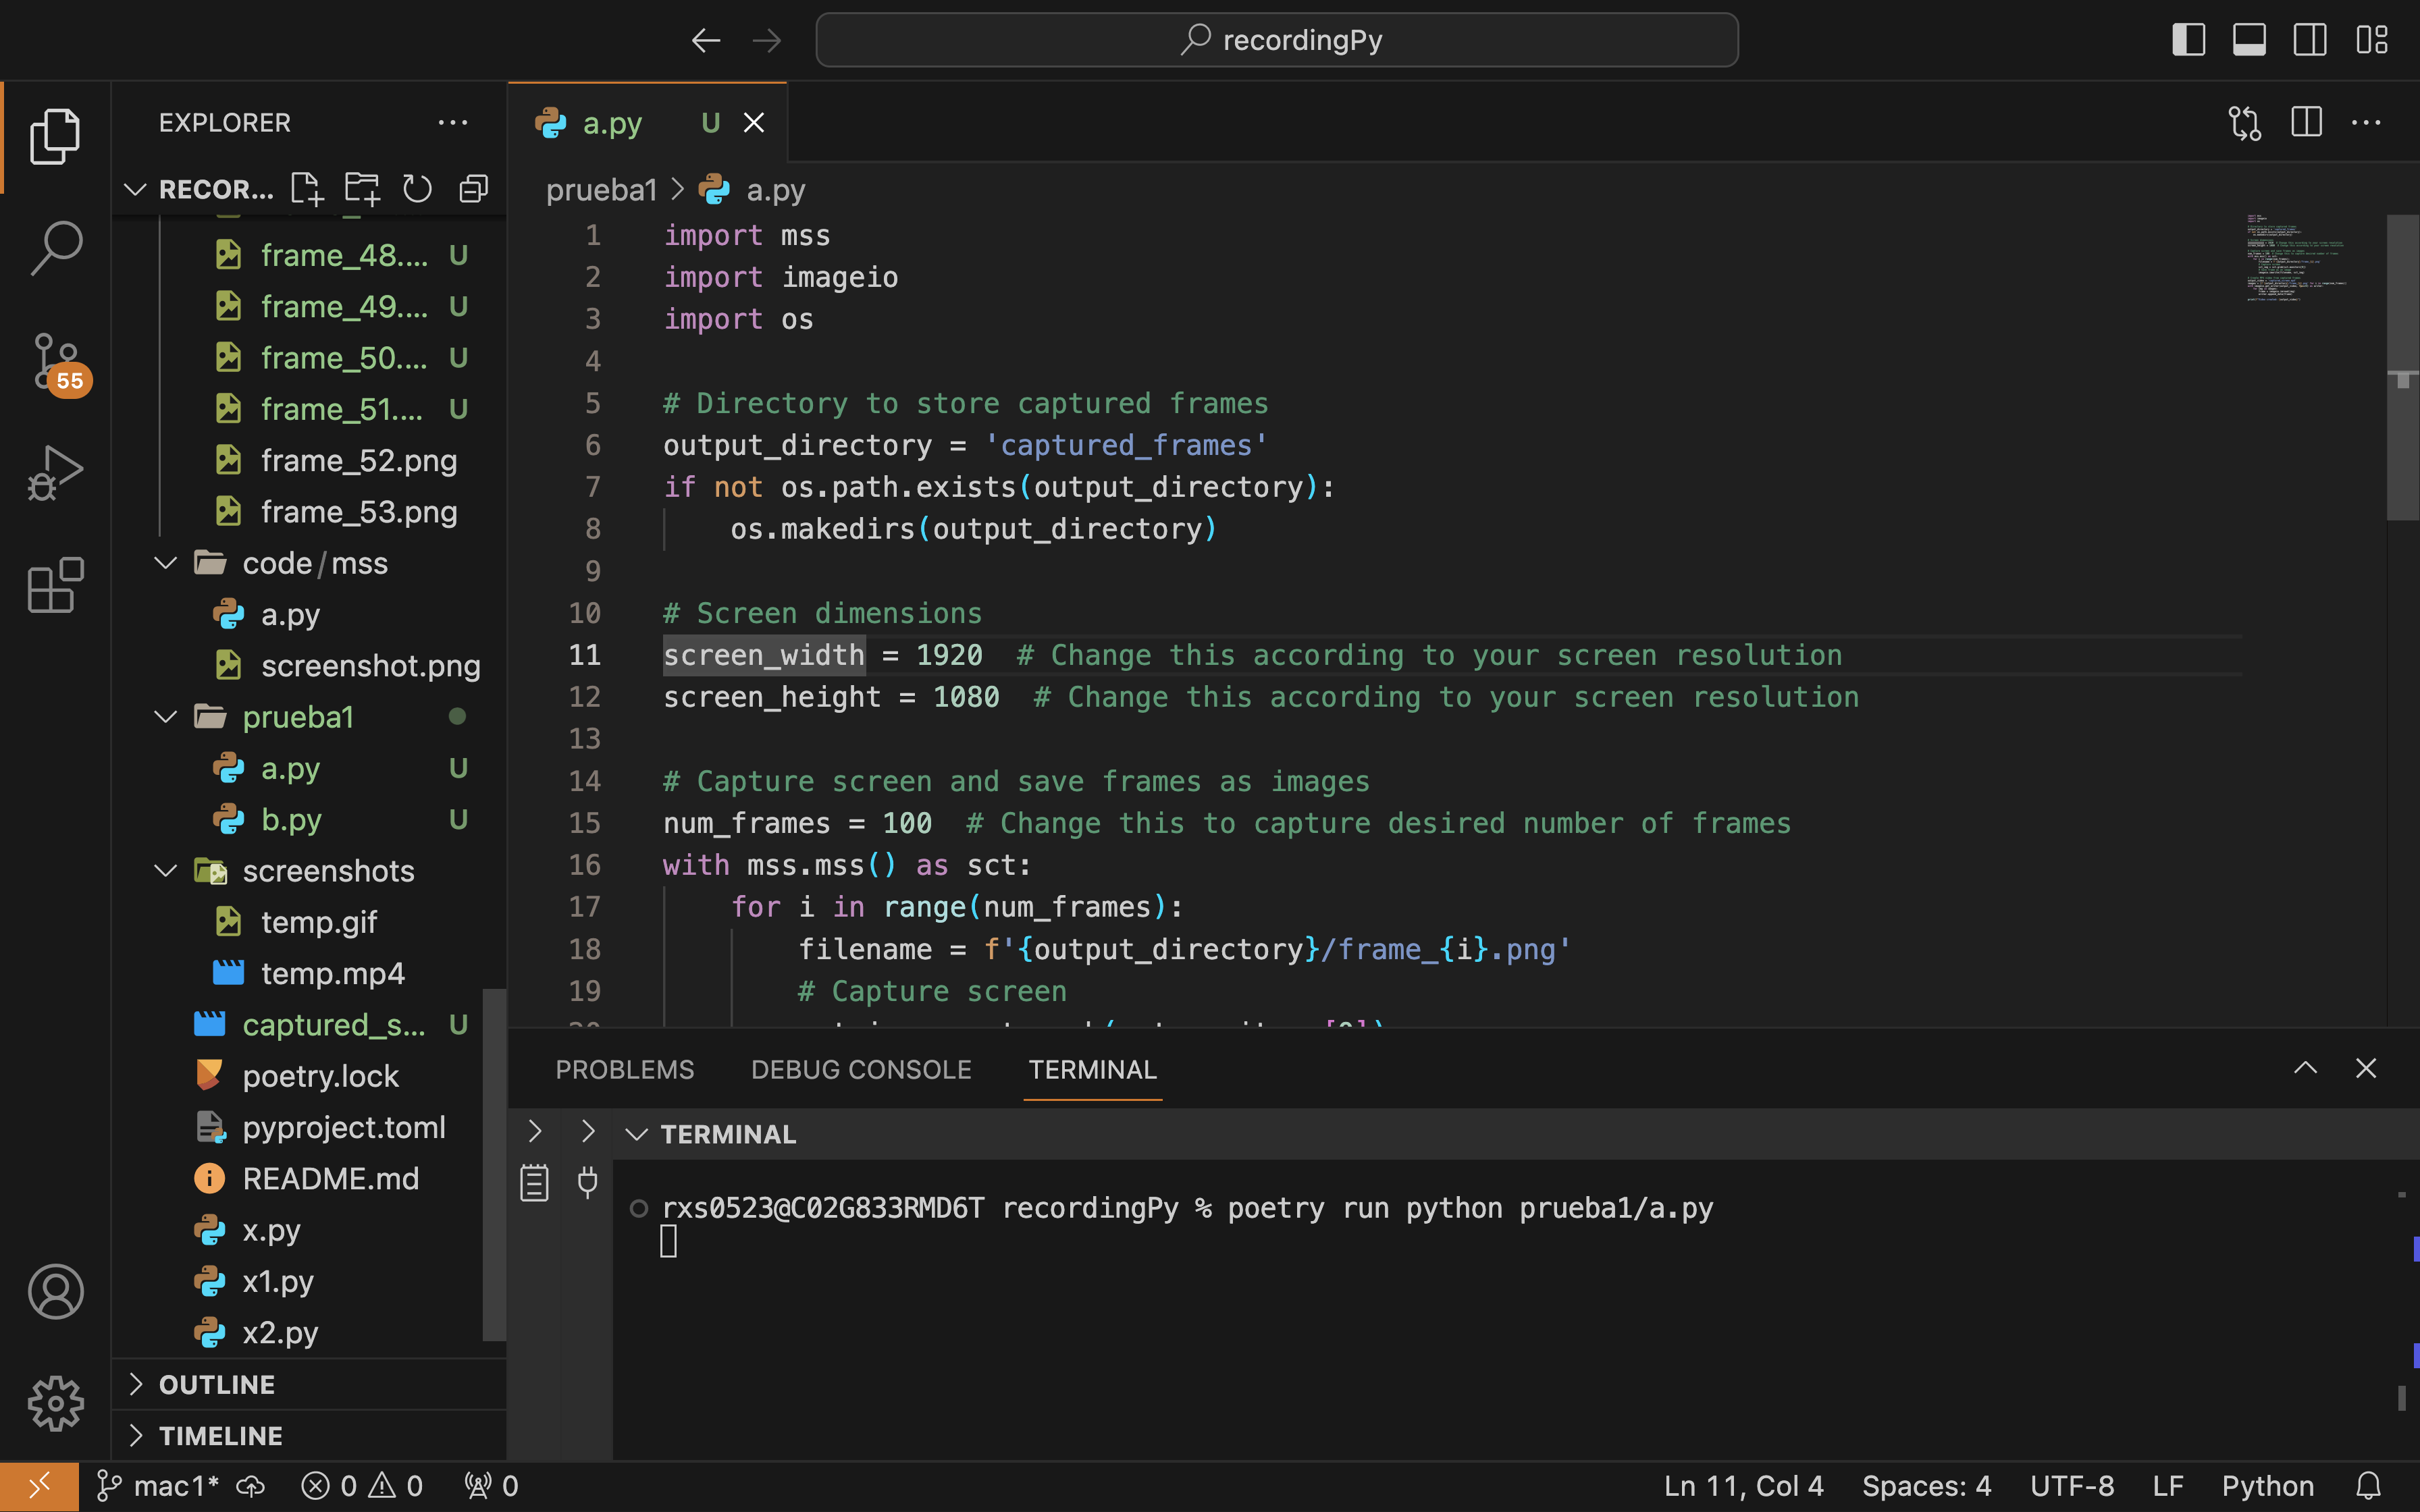 recordingPy
EXPLORER
RECOR...
frame_48.... U
frame_49.... U
frame_50.... U
frame_51.... U
frame_52.png
frame_53.png
code/mss
a.py
screenshot.png
prueba1
a.py U
b.py U
screenshots
temp.gif
temp.mp4
captured_s... U
poetry.lock
pyproject.toml
README.md
x.py
x1.py
x2.py
OUTLINE
TIMELINE
55
a.py U
prueba1 > a.py
1 import mss
2 import imageio
3 import os
4
5 # Directory to store captured frames
6 output_directory = 'captured_frames'
7 if not os.path.exists(output_directory):
8 os.makedirs(output_directory)
9
10 # Screen dimensions
11 screen_width = 1920 # Change this according to your screen resolution
12 screen_height = 1080 # Change this according to your screen resolution
13
14 # Capture screen and save frames as images
15 num_frames = 100 # Change this to capture desired number of frames
16 with mss.mss() as sct:
17 for i in range(num_frames):
18 filename = f'{output_directory}/frame_{i}.png'
19 # Capture screen
PROBLEMS DEBUG CONSOLE TERMINAL
TERMINAL
rxs0523@C02G833RMD6T recordingPy % poetry run python prueba1/a.py
mac1* 0 0 0 Ln 11, Col 4 Spaces: 4 UTF-8 LF Python